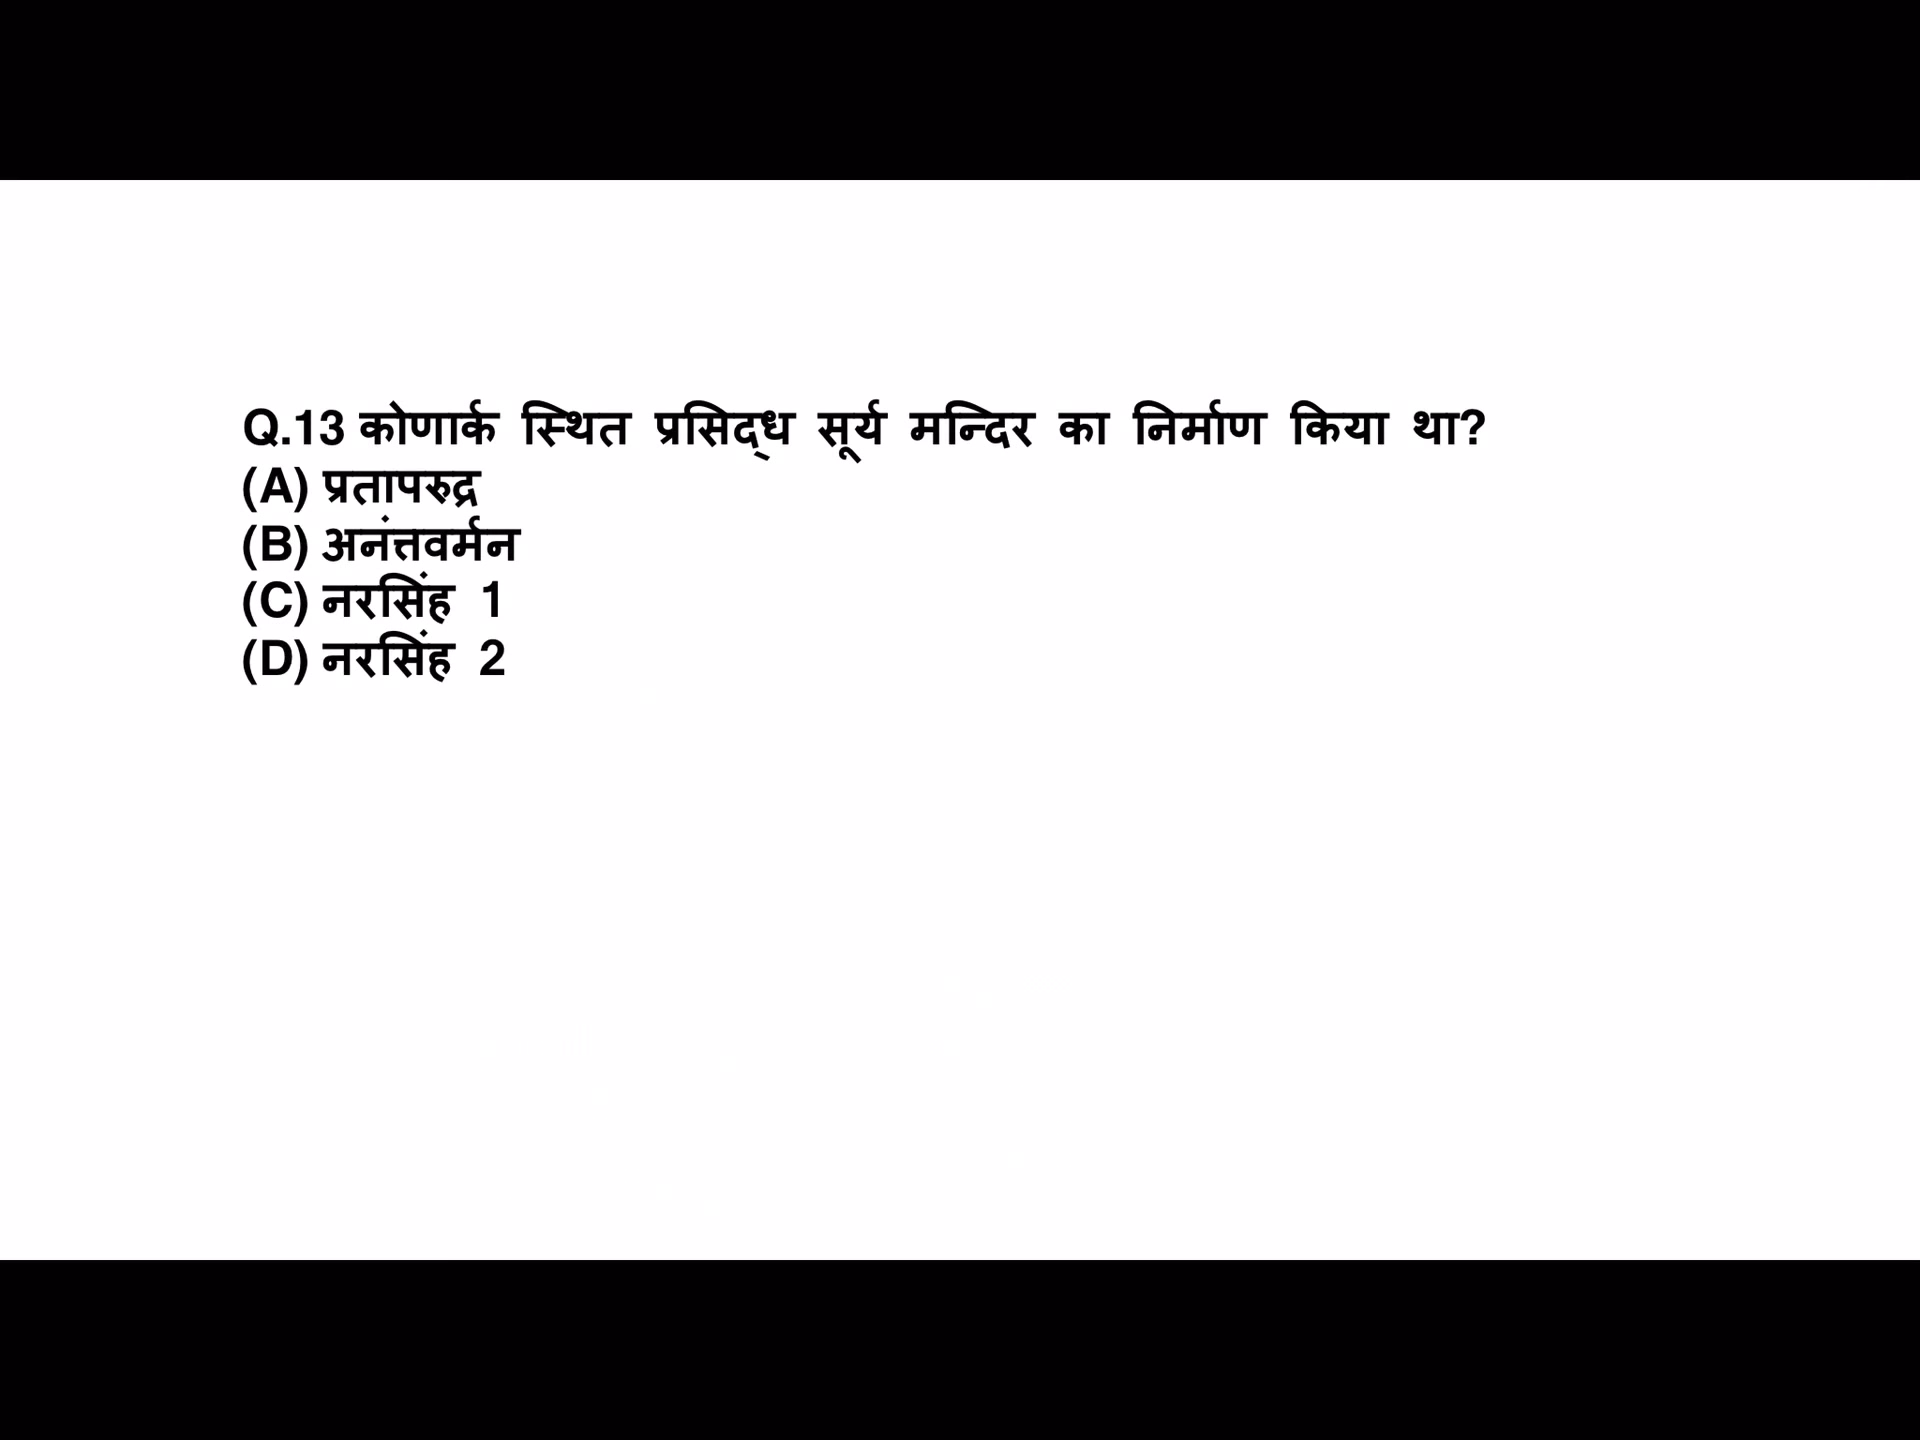 Q.13 कोणार्क स्थित प्रसिद्ध सूर्य मन्दिर का निर्माण किया था?
(A) प्रतापरुद्र
(B) अनंत्तवर्मन
(C) नरसिंह 1
(D) नरसिंह 2